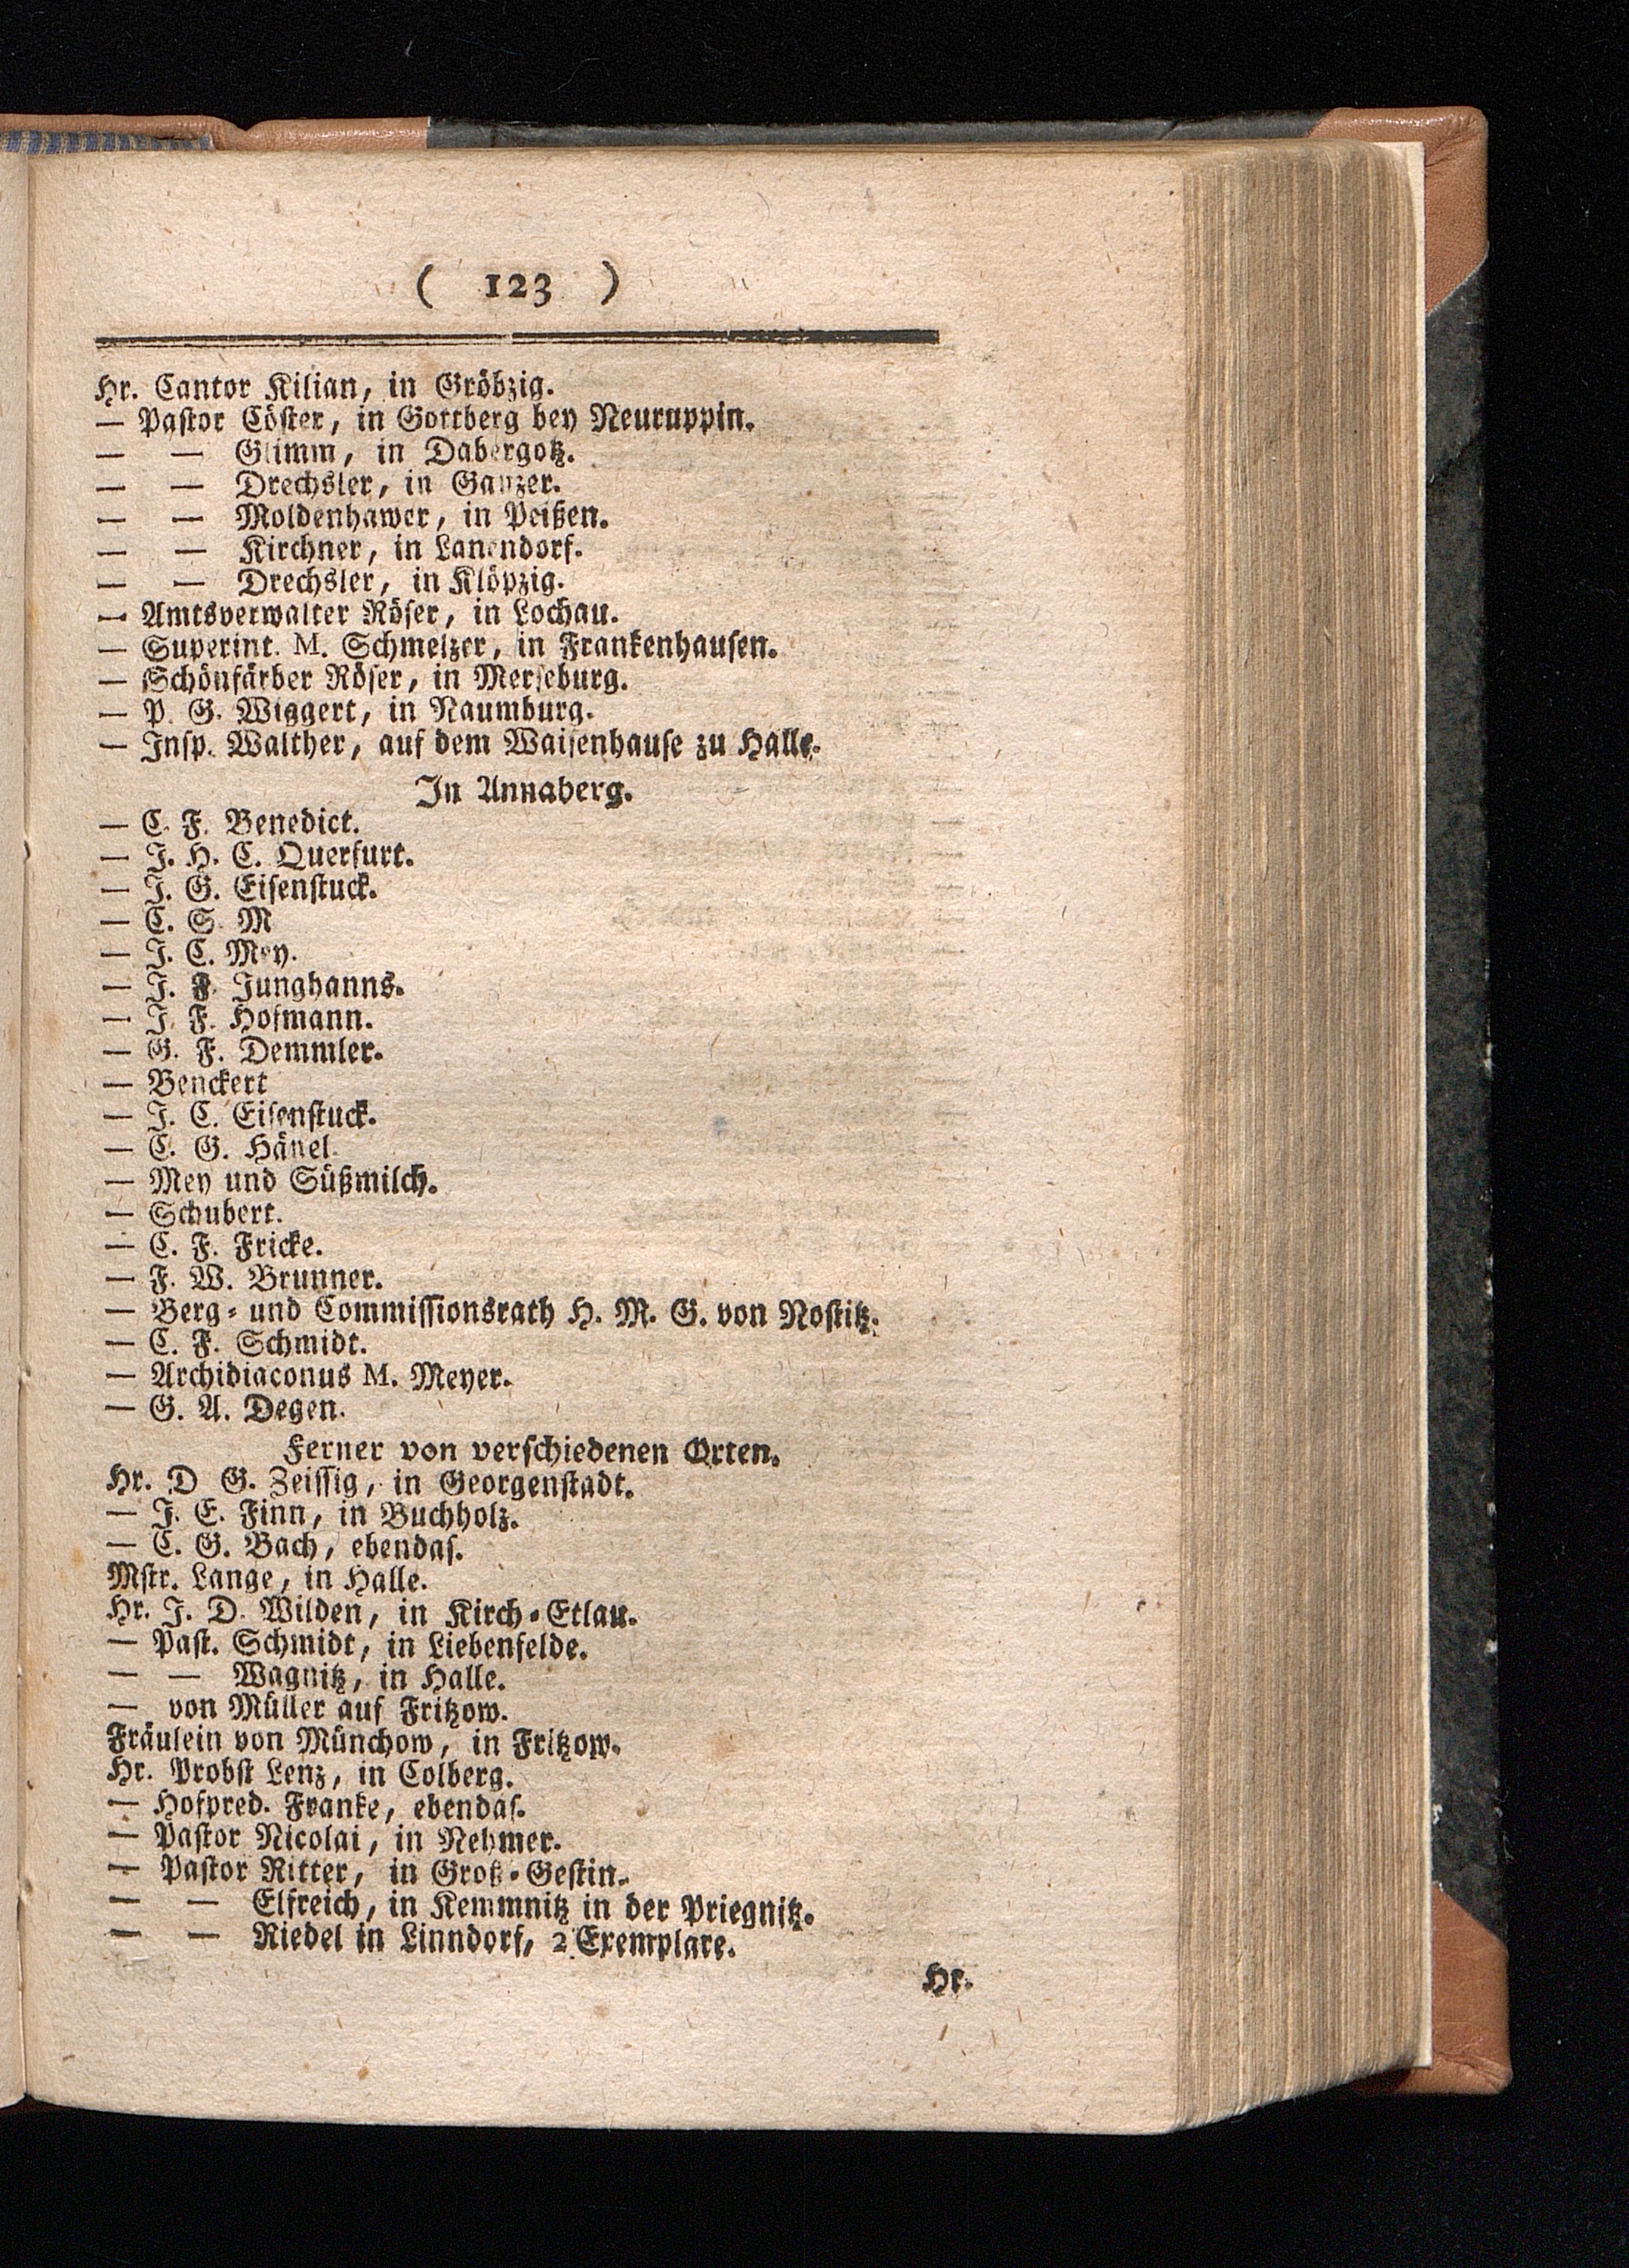 ( 123 )
Hr. Cantor Kilian, in Gröbzig.
— Pastor Cöster, in Gottberg bey Neuruppin.
— — Glimm, in Dabergotz.
— — Drechsler, in Ganzer.
— — Moldenhawer, in Peißen.
— — Kirchner, in Lanendorf.
— — Drechsler, in Klöpzig.
— Amtsverwalter Röser, in Lochau.
— Superint. M. Schmelzer, in Frankenhausen.
— Schönfärber Röser, in Merseburg.
— P. G. Wiggert, in Naumburg.
— Insp. Walther, auf dem Waisenhause zu Halle.
In Annaberg.
— C. F. Benedict.
— J. H. C. Querfurt.
— J. G. Eisenstuck.
— C. S. M
— J. C. Mey.
— J. F. Junghanns.
— J. F. Hofmann.
— G. F. Demmler.
— Benckert
— J. C. Eisenstuck.
— C. G. Hänel.
— Mey und Süßmilch.
— Schubert.
— C. F. Fricke.
— F. W. Brunner.
— Berg- und Commissionsrath H. M. G. von Nostitz.
— C. F. Schmidt.
— Archidiaconus M. Meyer.
— G. A. Degen.
Ferner von verschiedenen Orten.
Hr. D G. Zeissig, in Georgenstadt.
— J. E. Finn, in Buchholz.
— C. G. Bach, ebendas.
Mstr. Lange, in Halle.
Hr. J. D. Wilden, in Kirch-Etlau.
— Past. Schmidt, in Liebenfelde.
— — Wagnitz, in Halle.
— von Müller auf Fritzow.
Fräulein von Münchow, in Fritzow.
Hr. Probst Lenz, in Colberg.
— Hofpred. Franke, ebendas.
— Pastor Nicolai, in Nehmer.
— Pastor Ritter, in Groß-Gestin.
— — Elfreich, in Kemmnitz in der Priegnitz.
— — Riedel in Linndorf, 2 Exemplare.
Hr.